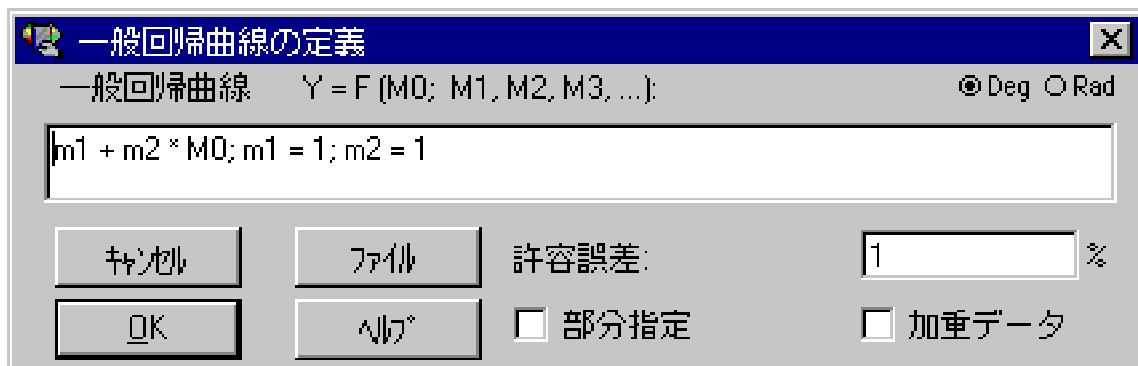 一般回帰曲線の定義
一般回帰曲線 Y = F (M0; M1, M2, M3, ...): Deg Rad
m1 + m2 * M0; m1 = 1; m2 = 1
ｷｬﾝｾﾙ ﾌｧｲﾙ 許容誤差: 1 %
OK ﾍﾙﾌﾟ 部分指定 加重データ